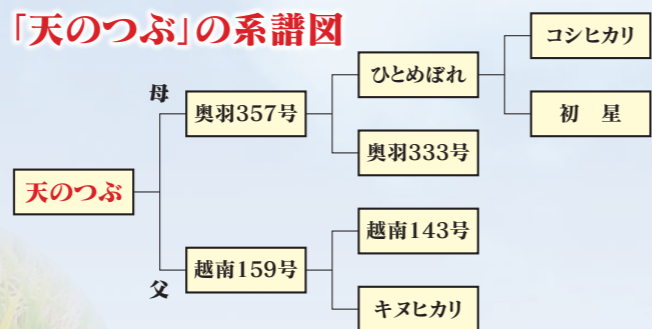 「天のつぶ」の系譜図
天のつぶ
母
奥羽357号
ひとめぼれ
コシヒカリ
初　星
奥羽333号
父
越南159号
越南143号
キヌヒカリ